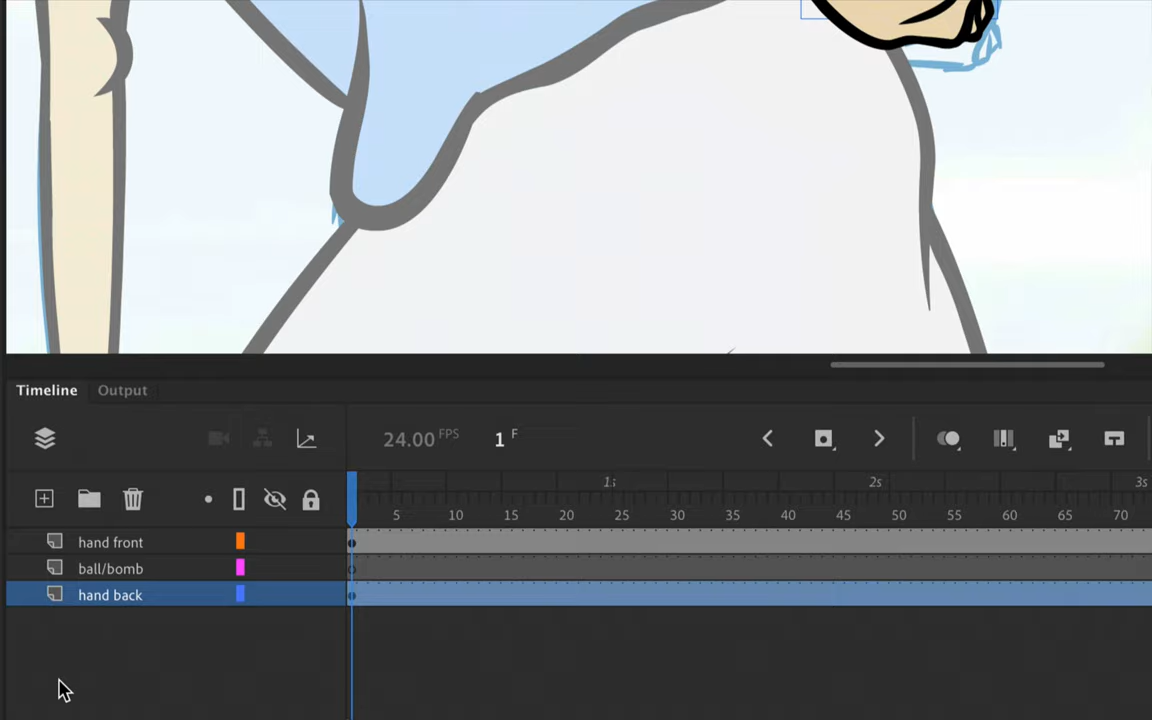 Timeline Output
24.00 FPS 1 F
1s 2s 3s
5 10 15 20 25 30 35 40 45 50 55 60 65 70
hand front
ball/bomb
hand back